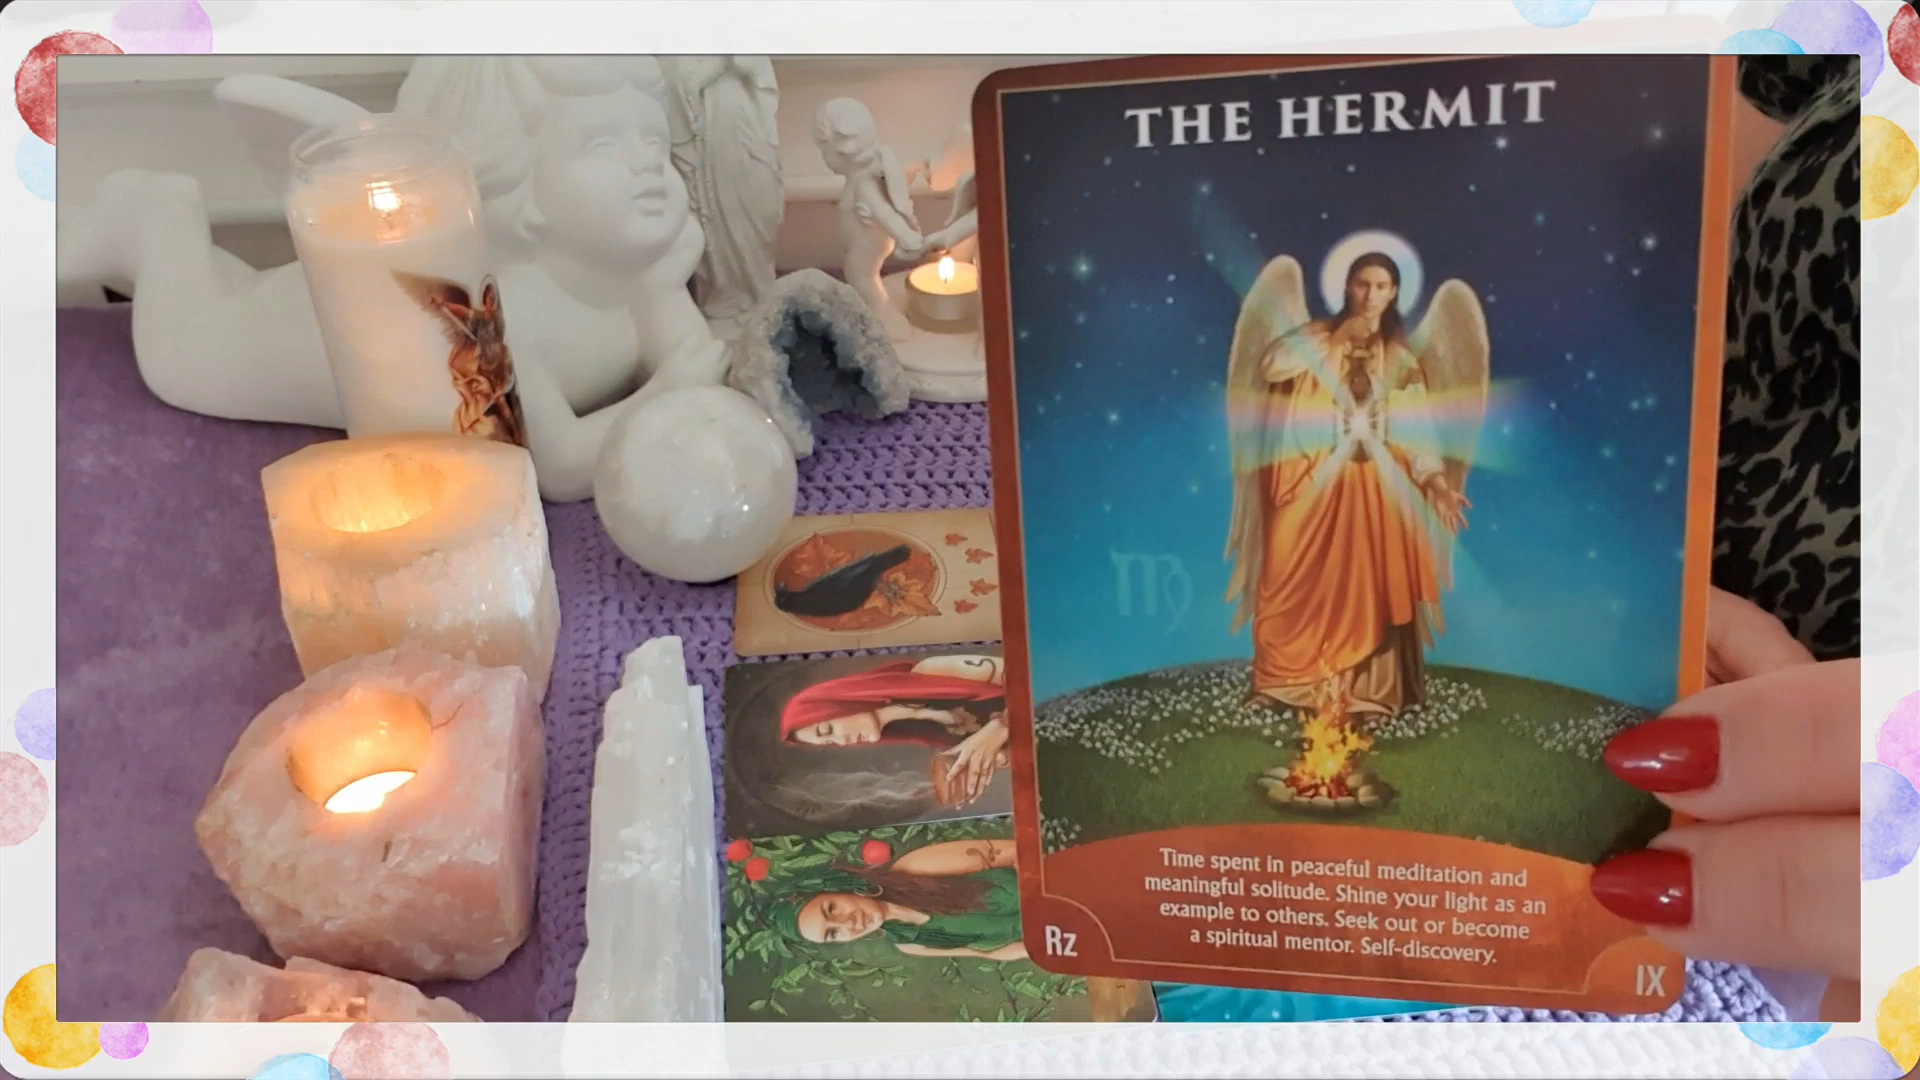 THE HERMIT
Time spent in peaceful meditation and
meaningful solitude. Shine your light as an
example to others. Seek out or become
a spiritual mentor. Self-discovery.
Rz
IX